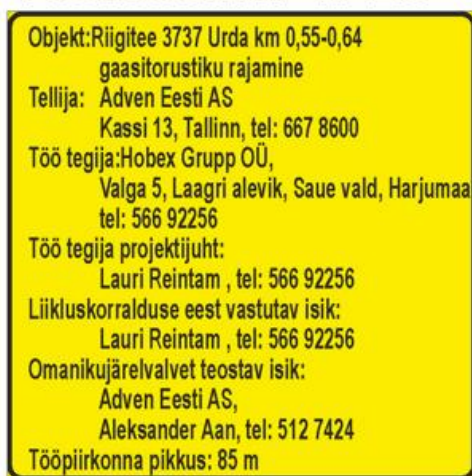 Objekt:Riigitee 3737 Urda km 0,55-0,64
gaasitorustiku rajamine
Tellija: Adven Eesti AS
Kassi 13, Tallinn, tel: 667 8600
Töö tegija:Hobex Grupp OÜ,
Valga 5, Laagri alevik, Saue vald, Harjumaa
tel: 566 92256
Töö tegija projektijuht:
Lauri Reintam , tel: 566 92256
Liikluskorralduse eest vastutav isik:
Lauri Reintam , tel: 566 92256
Omanikujärelvalvet teostav isik:
Adven Eesti AS,
Aleksander Aan, tel: 512 7424
Tööpiirkonna pikkus: 85 m